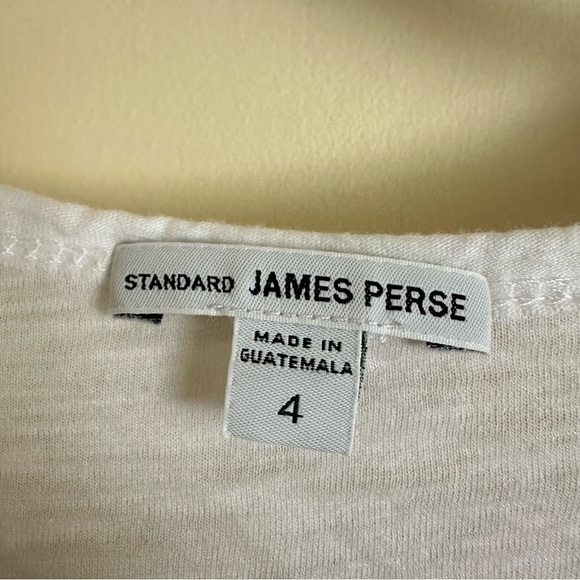 STANDARD JAMES PERSE
MADE IN
GUATEMALA
4